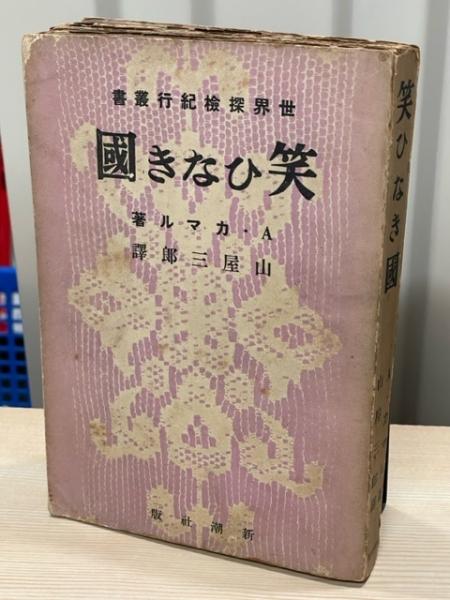 世界探檢紀行叢書
笑ひなき國
A・カマル著
山屋三郎譯
新潮社版
笑ひなき國